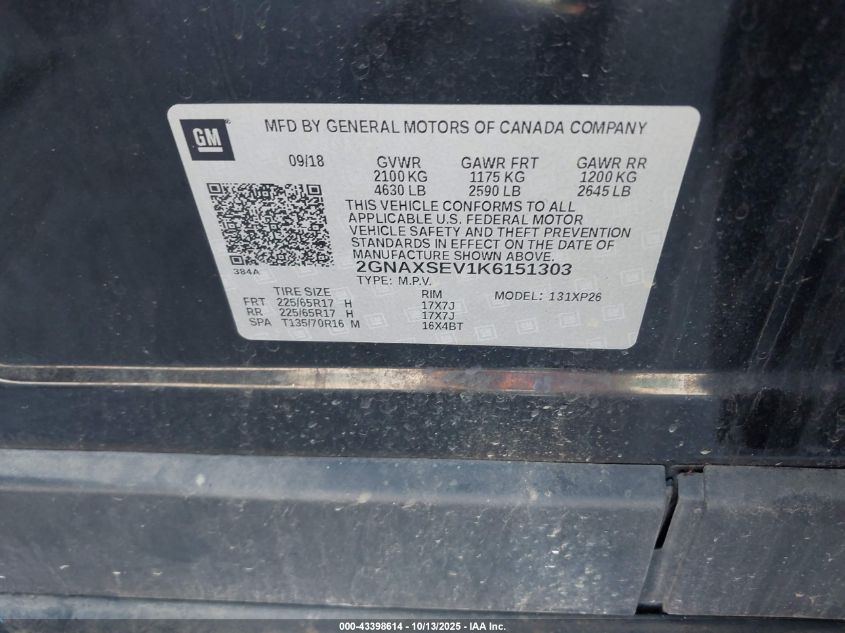 GM
MFD BY GENERAL MOTORS OF CANADA COMPANY
09/18 GVWR GAWR FRT GAWR RR
2100 KG 1175 KG 1200 KG
4630 LB 2590 LB 2645 LB
THIS VEHICLE CONFORMS TO ALL
APPLICABLE U.S. FEDERAL MOTOR
VEHICLE SAFETY AND THEFT PREVENTION
STANDARDS IN EFFECT ON THE DATE OF
MANUFACTURE SHOWN ABOVE.
384A
2GNAXSEV1K6151303
TYPE: M.P.V.
TIRE SIZE RIM MODEL: 131XP26
FRT 225/65R17 H 17X7J
RR 225/65R17 H 17X7J
SPA T135/70R16 M 16X4BT
000-43398614 - 10/13/2025 - IAA Inc.